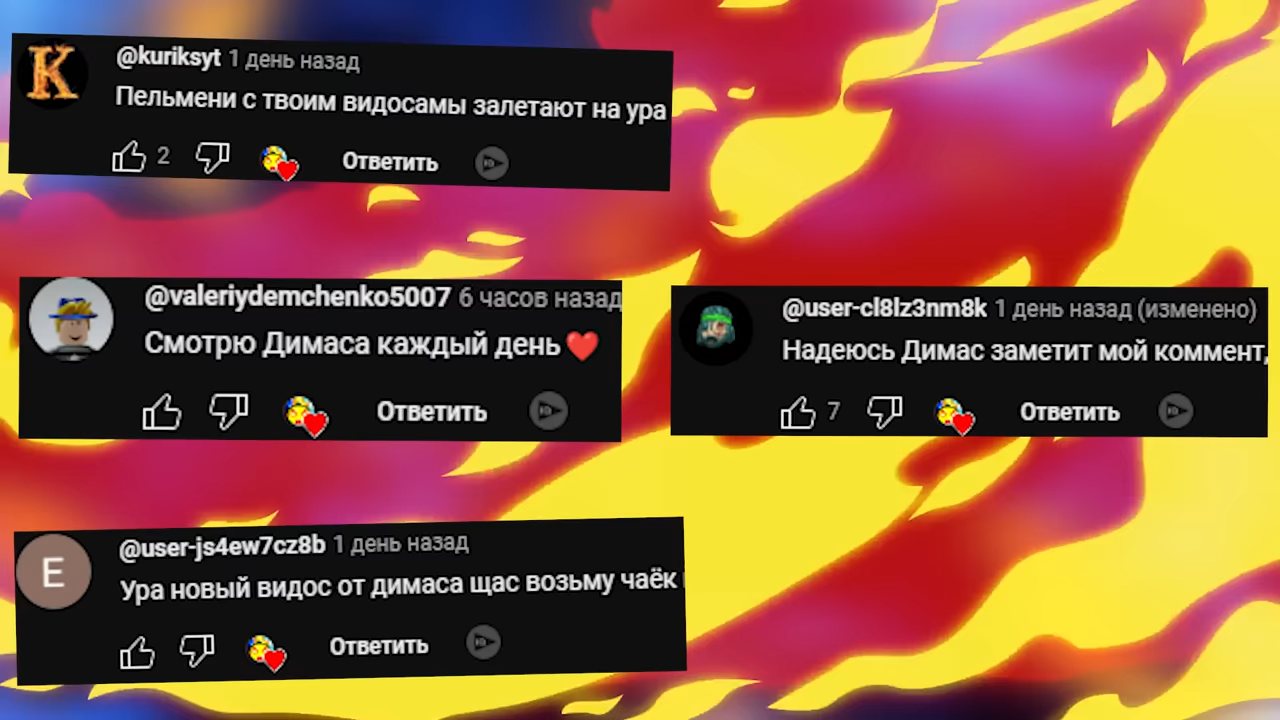 K
@kuriksyt 1 день назад
Пельмени с твоим видосамы залетают на ура
2
Ответить
@valeriydemchenko5007 6 часов назад
Смотрю Димаса каждый день❤️
Ответить
@user-cl8lz3nm8k 1 день назад (изменено)
Надеюсь Димас заметит мой коммент,
7
Ответить
E
@user-js4ew7cz8b 1 день назад
Ура новый видос от димаса щас возьму чаёк
Ответить